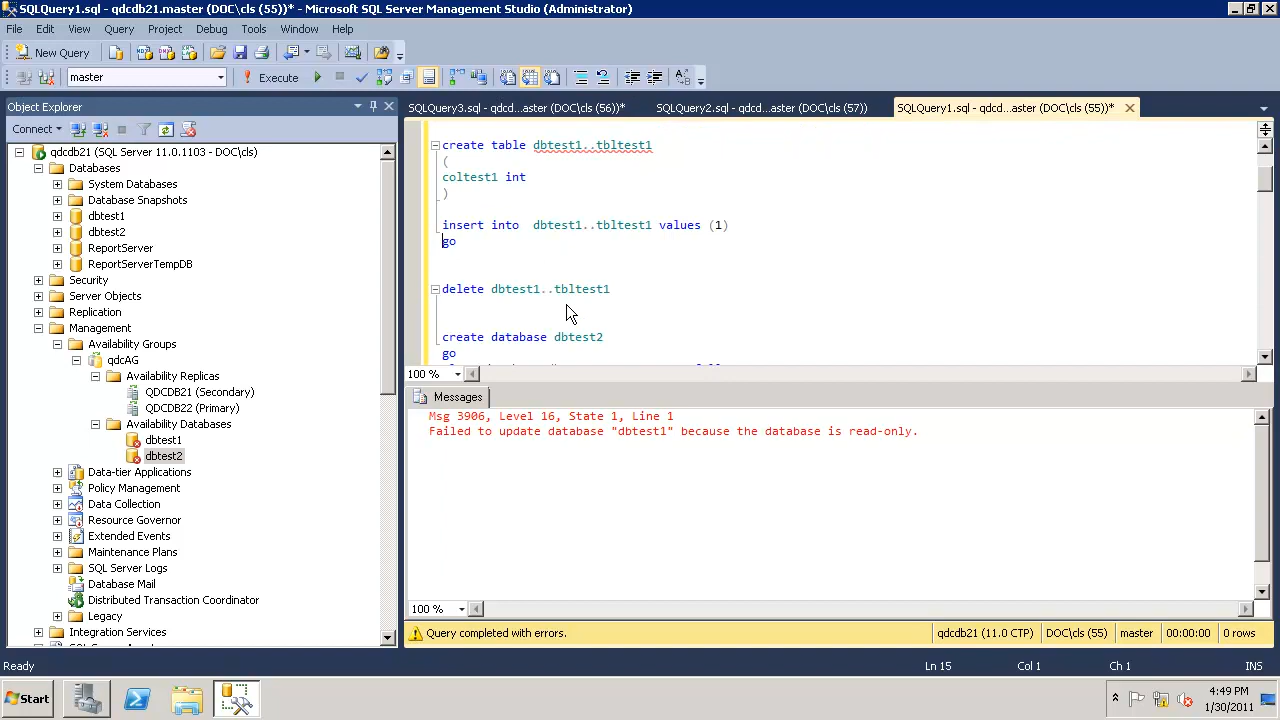 SQLQuery1.sql - qdcdb21.master (DOC\cls (55))* - Microsoft SQL Server Management Studio (Administrator)
File Edit View Query Project Debug Tools Window Help
New Query
master Execute
Object Explorer
SQLQuery3.sql - qdcd...aster (DOC\cls (56))* SQLQuery2.sql - qdcd...aster (DOC\cls (57)) SQLQuery1.sql - qdcd...aster (DOC\cls (55))*
Connect
qdcdb21 (SQL Server 11.0.1103 - DOC\cls)
Databases
System Databases
Database Snapshots
dbtest1
dbtest2
ReportServer
ReportServerTempDB
Security
Server Objects
Replication
Management
Availability Groups
qdcAG
Availability Replicas
QDCDB21 (Secondary)
QDCDB22 (Primary)
Availability Databases
dbtest1
dbtest2
Data-tier Applications
Policy Management
Data Collection
Resource Governor
Extended Events
Maintenance Plans
SQL Server Logs
Database Mail
Distributed Transaction Coordinator
Legacy
Integration Services
create table dbtest1..tbltest1
(
coltest1 int
)
insert into dbtest1..tbltest1 values (1)
go
delete dbtest1..tbltest1
create database dbtest2
go
100 %
Messages
Msg 3906, Level 16, State 1, Line 1
Failed to update database "dbtest1" because the database is read-only.
100 %
Query completed with errors. qdcdb21 (11.0 CTP) DOC\cls (55) master 00:00:00 0 rows
Ready Ln 15 Col 1 Ch 1 INS
Start 4:49 PM
1/30/2011